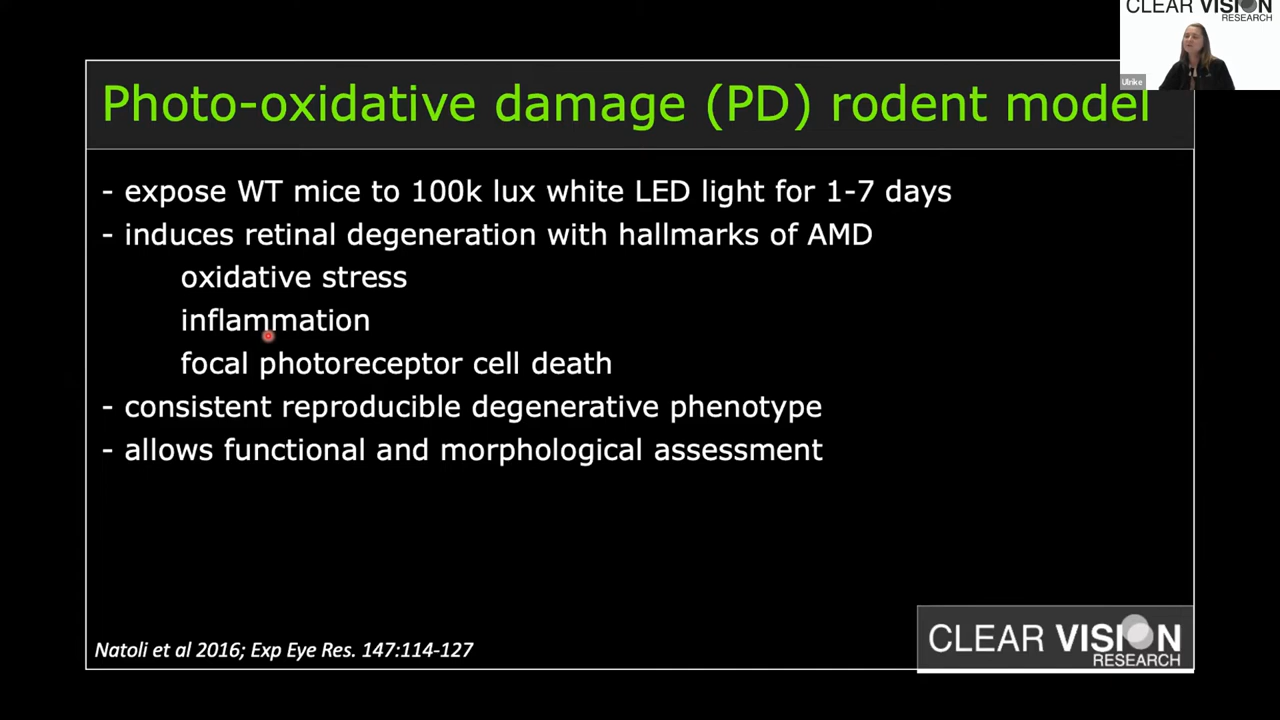 CLEAR VISION
RESEARCH
Ulrike
Photo-oxidative damage (PD) rodent model
- expose WT mice to 100k lux white LED light for 1-7 days
- induces retinal degeneration with hallmarks of AMD
oxidative stress
inflammation
focal photoreceptor cell death
- consistent reproducible degenerative phenotype
- allows functional and morphological assessment
Natoli et al 2016; Exp Eye Res. 147:114-127
CLEAR VISION
RESEARCH